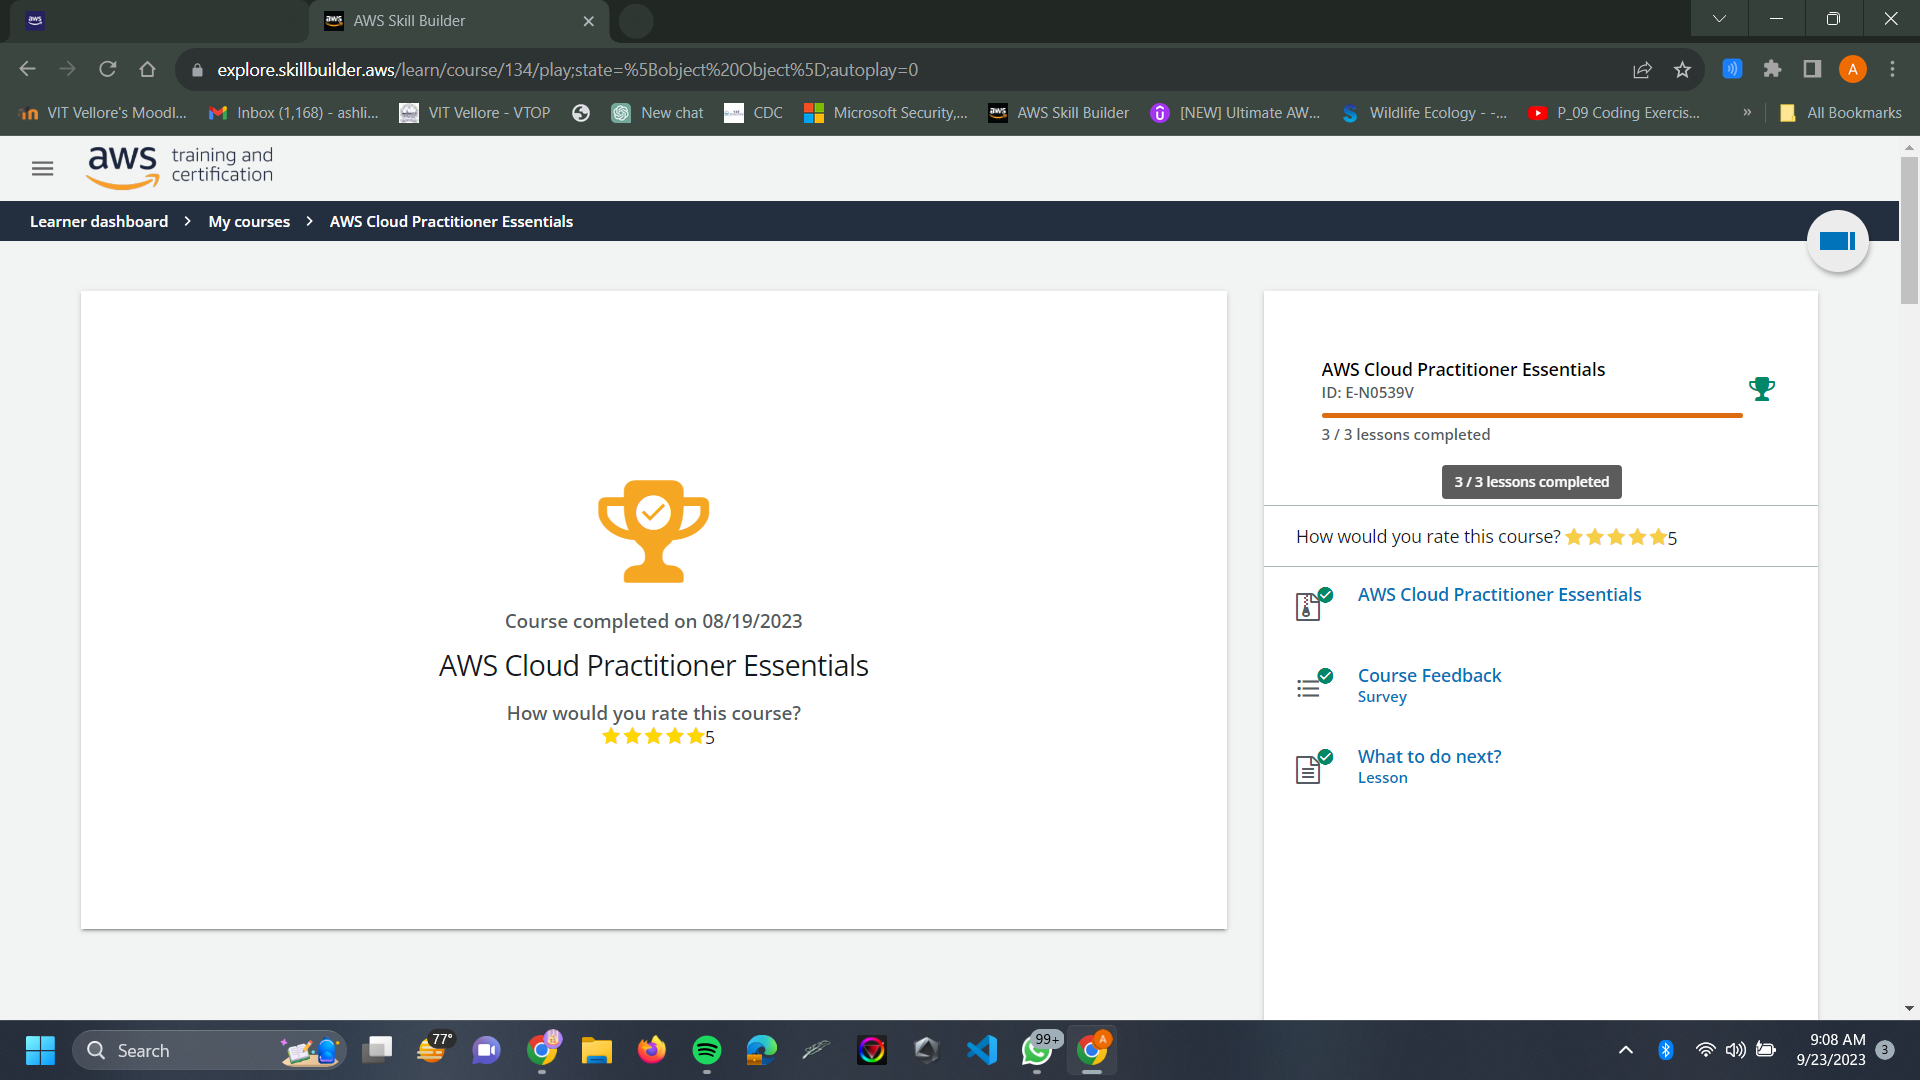 aws
aws AWS Skill Builder
explore.skillbuilder.aws/learn/course/134/play;state=%5Bobject%20Object%5D;autoplay=0
A
VIT Vellore's Moodl...
Inbox (1,168) - ashli...
VIT Vellore - VTOP
New chat
CDC
Microsoft Security,...
aws AWS Skill Builder
[NEW] Ultimate AW...
Wildlife Ecology - -...
P_09 Coding Exercis...
»
All Bookmarks
aws training and
certification
Learner dashboard > My courses > AWS Cloud Practitioner Essentials
Course completed on 08/19/2023
AWS Cloud Practitioner Essentials
How would you rate this course?
5
AWS Cloud Practitioner Essentials
ID: E-N0539V
3 / 3 lessons completed
3 / 3 lessons completed
How would you rate this course? 5
AWS Cloud Practitioner Essentials
Course Feedback
Survey
What to do next?
Lesson
Search
77°
99+
A
9:08 AM
9/23/2023
3